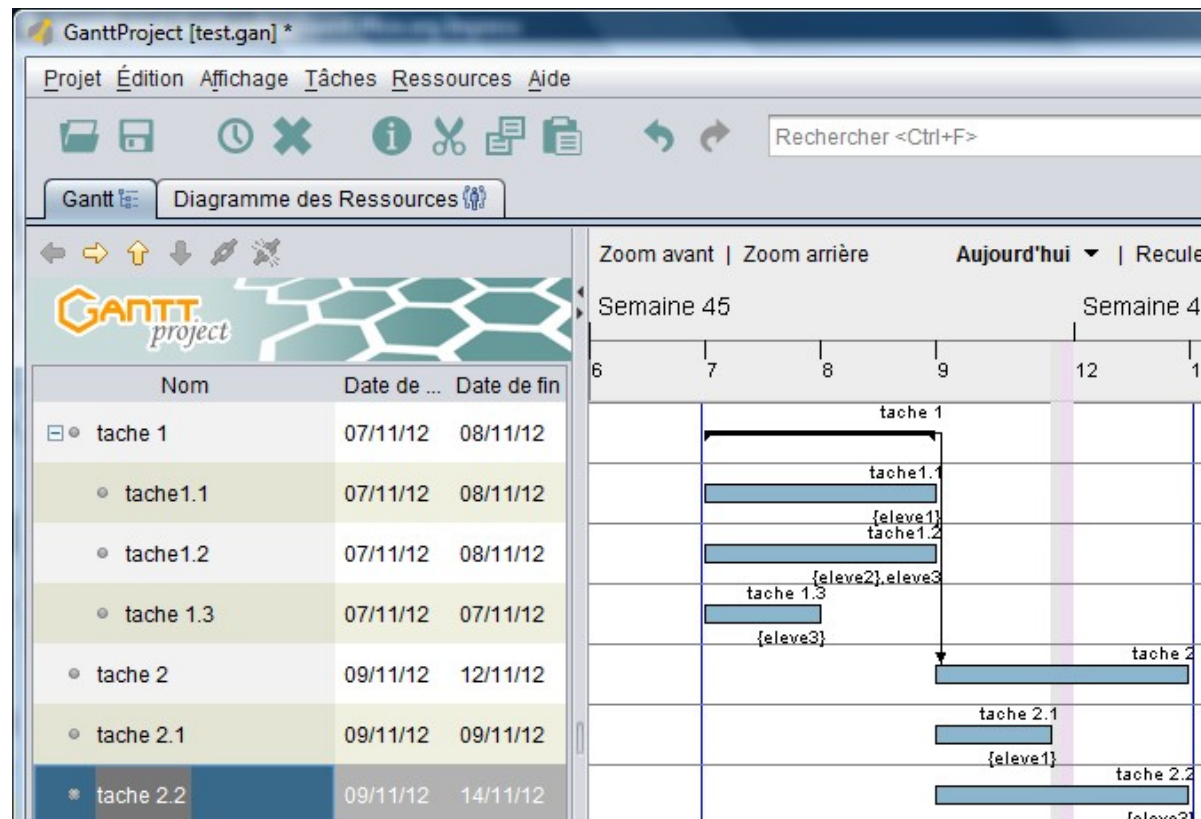 GanttProject [test.gan] *
Projet Édition Affichage Tâches Ressources Aide
Rechercher <Ctrl+F>
Gantt Diagramme des Ressources
Zoom avant | Zoom arrière Aujourd'hui | Recule
GANTT project
Semaine 45 Semaine 4
6 7 8 9 12 1
Nom Date de ... Date de fin
tache 1 07/11/12 08/11/12
tache1.1 07/11/12 08/11/12
tache1.2 07/11/12 08/11/12
tache 1.3 07/11/12 07/11/12
tache 2 09/11/12 12/11/12
tache 2.1 09/11/12 09/11/12
tache 2.2 09/11/12 14/11/12
tache 1
tache1.1
{eleve1}
tache1.2
{eleve2},eleve3
tache 1.3
{eleve3}
tache 2
tache 2.1
{eleve1}
tache 2.2
{eleve3}